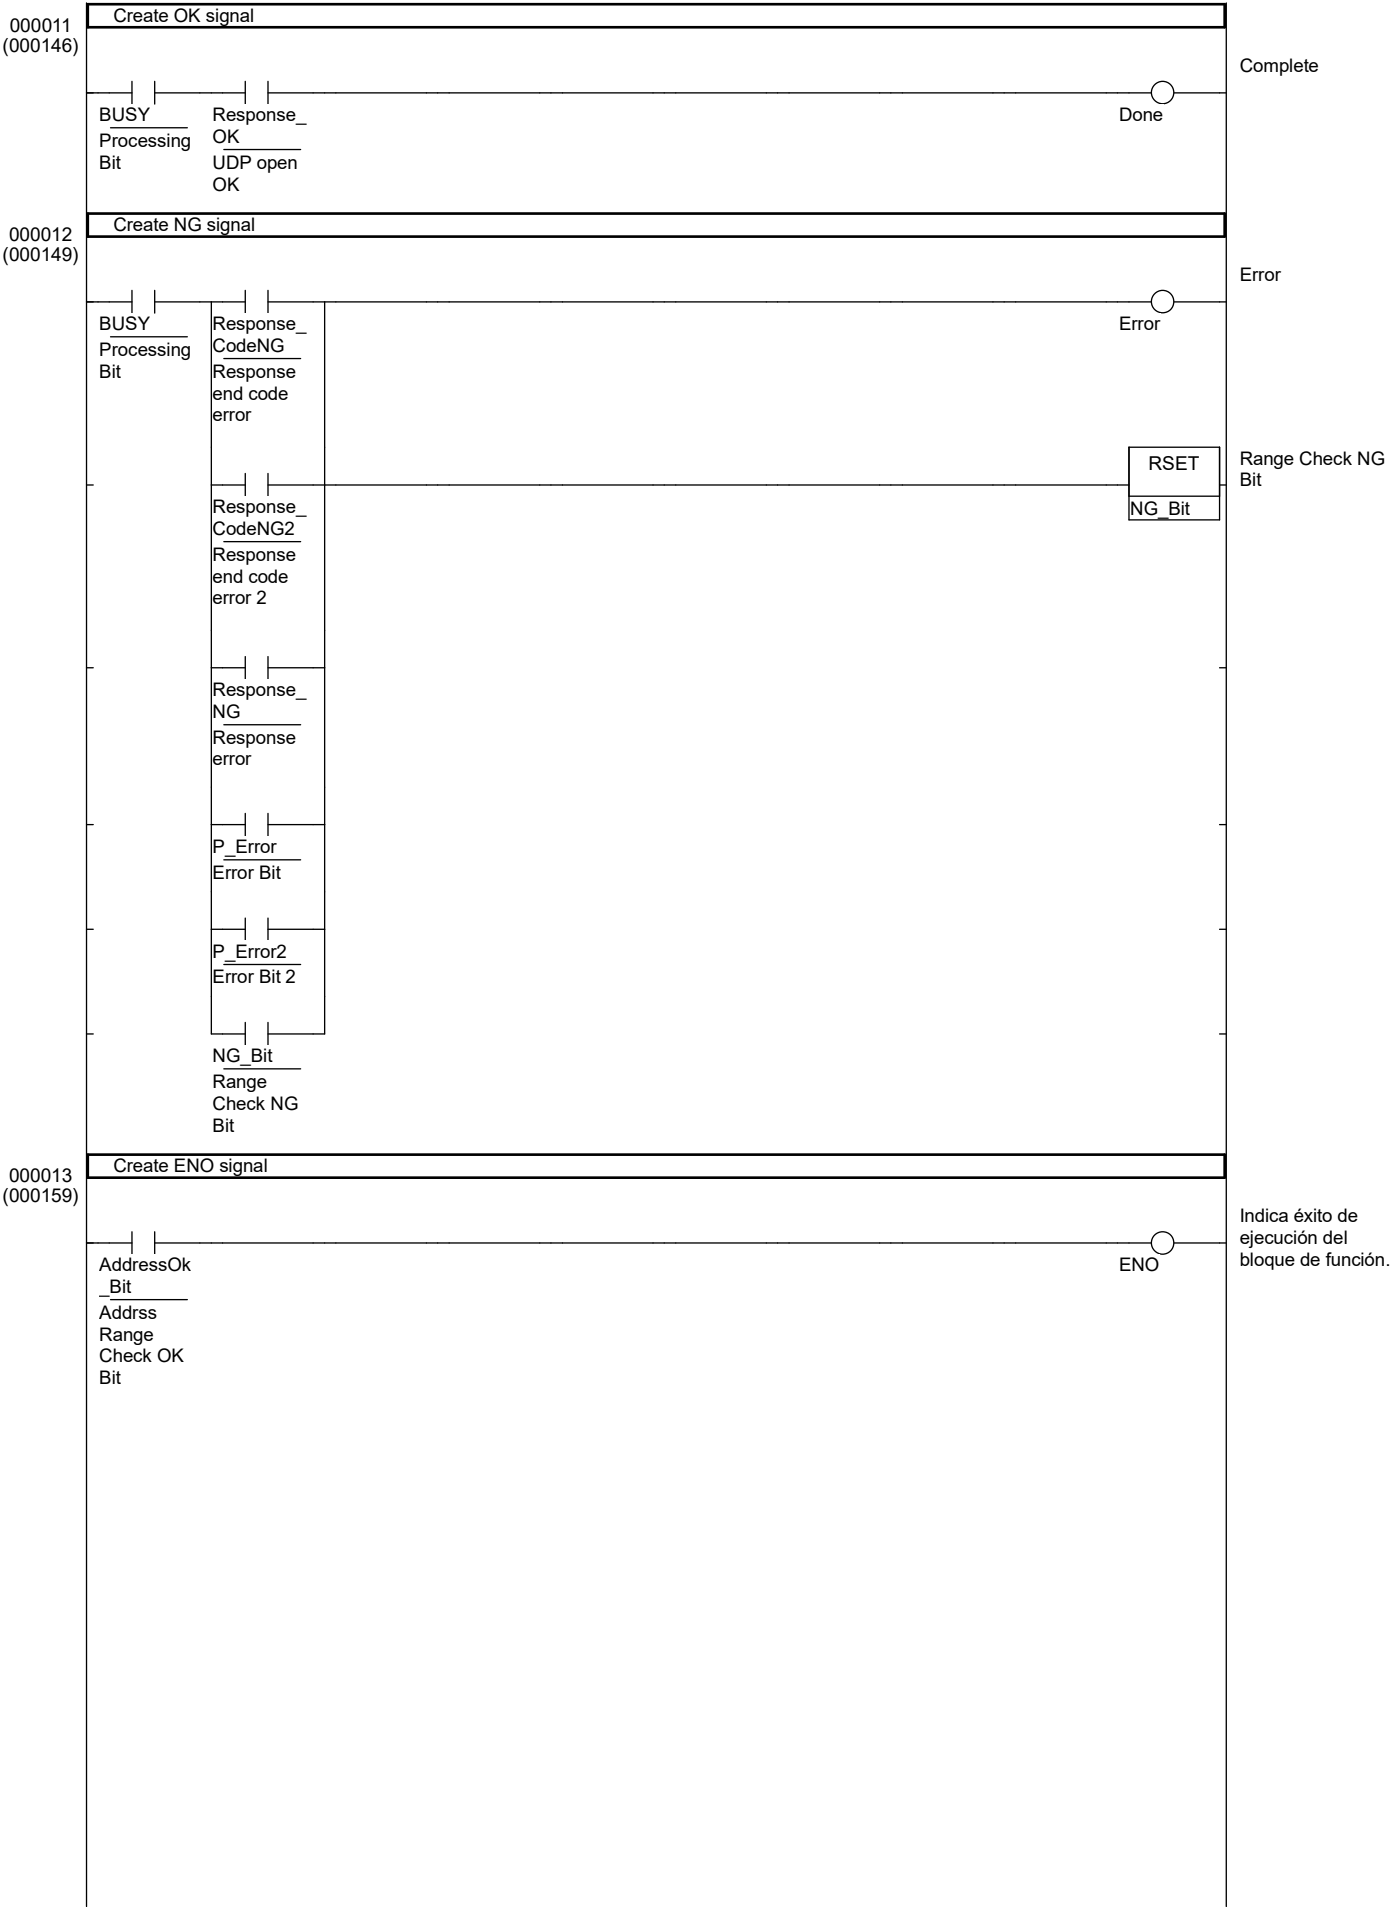 000011
(000146)
Create OK signal
Complete
BUSY
Processing
Bit
Response_
OK
UDP open
OK
Done
000012
(000149)
Create NG signal
Error
BUSY
Processing
Bit
Response_
CodeNG
Response
end code
error
Error
RSET
NG_Bit
Range Check NG
Bit
Response_
CodeNG2
Response
end code
error 2
Response_
NG
Response
error
P_Error
Error Bit
P_Error2
Error Bit 2
NG_Bit
Range
Check NG
Bit
000013
(000159)
Create ENO signal
Indica éxito de
ejecución del
bloque de función.
AddressOk
_Bit
Addrss
Range
Check OK
Bit
ENO